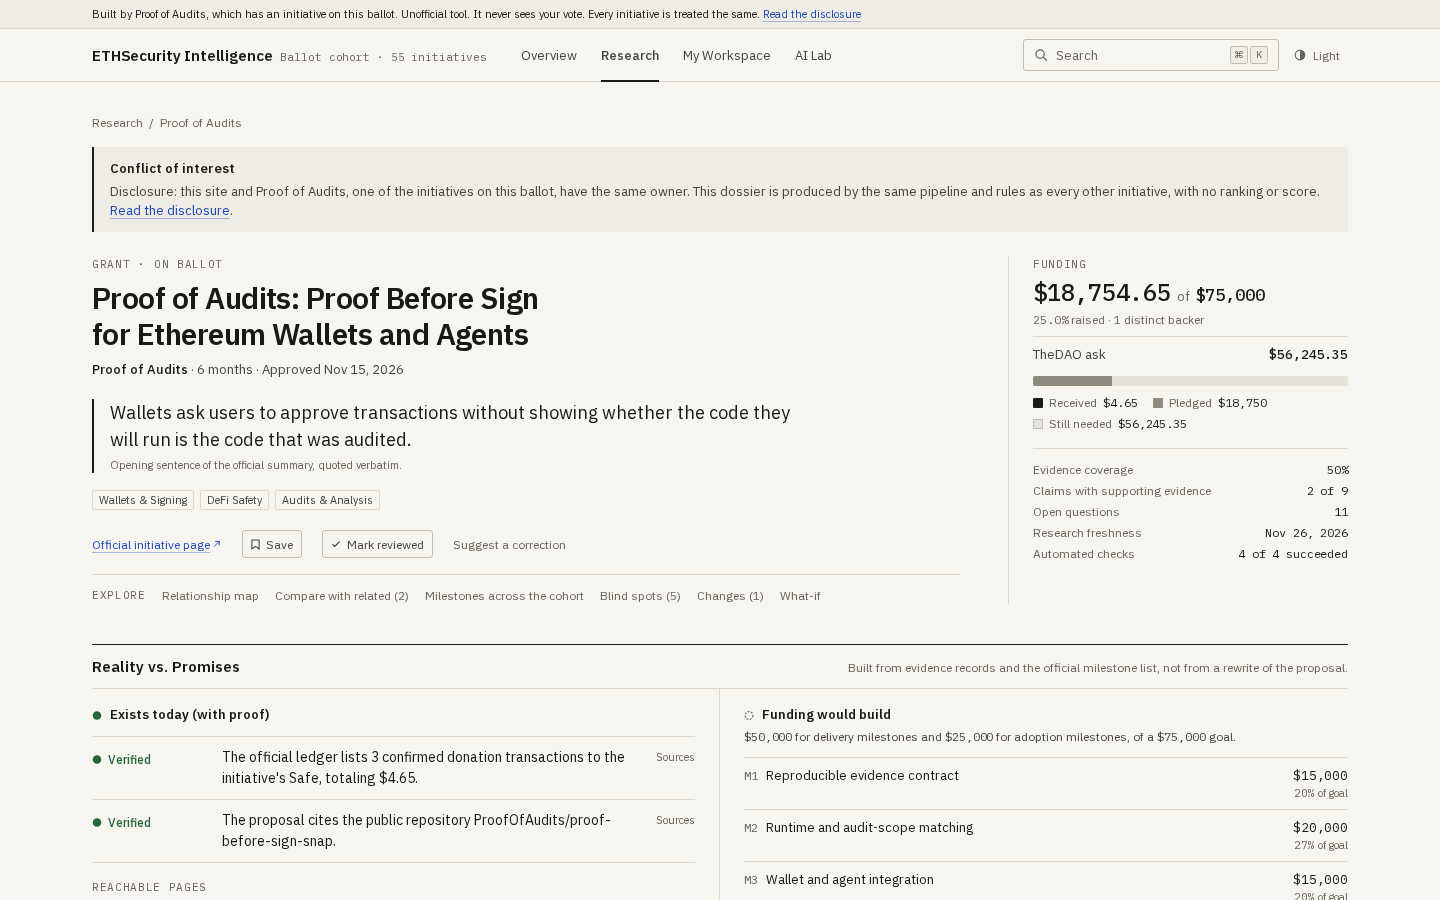 Built by Proof of Audits, which has an initiative on this ballot. Unofficial tool. It never sees your vote. Every initiative is treated the same. Read the disclosure
ETHSecurity Intelligence Ballot cohort · 55 initiatives Overview Research My Workspace AI Lab Search ⌘ K Light
Research / Proof of Audits
Conflict of interest
Disclosure: this site and Proof of Audits, one of the initiatives on this ballot, have the same owner. This dossier is produced by the same pipeline and rules as every other initiative, with no ranking or score.
Read the disclosure.
GRANT · ON BALLOT
Proof of Audits: Proof Before Sign
for Ethereum Wallets and Agents
Proof of Audits · 6 months · Approved Nov 15, 2026
Wallets ask users to approve transactions without showing whether the code they
will run is the code that was audited.
Opening sentence of the official summary, quoted verbatim.
Wallets & Signing DeFi Safety Audits & Analysis
Official initiative page ↗ Save Mark reviewed Suggest a correction
EXPLORE Relationship map Compare with related (2) Milestones across the cohort Blind spots (5) Changes (1) What-if
FUNDING
$18,754.65 of $75,000
25.0% raised · 1 distinct backer
TheDAO ask $56,245.35
Received $4.65 Pledged $18,750
Still needed $56,245.35
Evidence coverage 50%
Claims with supporting evidence 2 of 9
Open questions 11
Research freshness Nov 26, 2026
Automated checks 4 of 4 succeeded
Reality vs. Promises Built from evidence records and the official milestone list, not from a rewrite of the proposal.
Exists today (with proof)
Verified The official ledger lists 3 confirmed donation transactions to the Sources
initiative's Safe, totaling $4.65.
Verified The proposal cites the public repository ProofOfAudits/proof- Sources
before-sign-snap.
REACHABLE PAGES
Funding would build
$50,000 for delivery milestones and $25,000 for adoption milestones, of a $75,000 goal.
M1 Reproducible evidence contract $15,000
20% of goal
M2 Runtime and audit-scope matching $20,000
27% of goal
M3 Wallet and agent integration $15,000
20% of goal